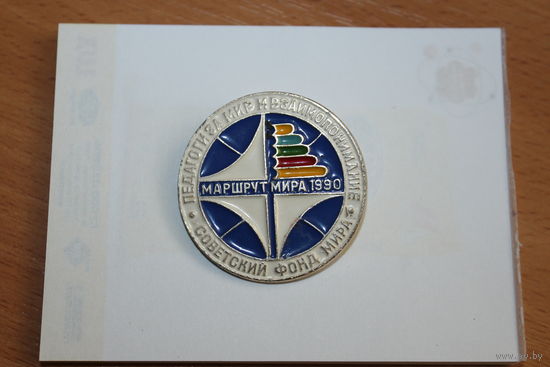 ПЕДАГОГИКА МИР И ВЗАИМОПОНИМАНИЕ
МАРШРУТ МИРА 1990
СОВЕТСКИЙ ФОНД МИРА